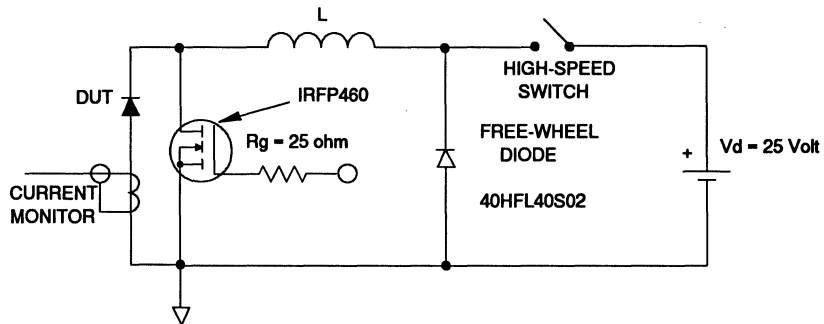 L
HIGH-SPEED
SWITCH
DUT
IRFP460
Rg = 25 ohm
FREE-WHEEL
DIODE
40HFL40S02
+
Vd = 25 Volt
CURRENT
MONITOR